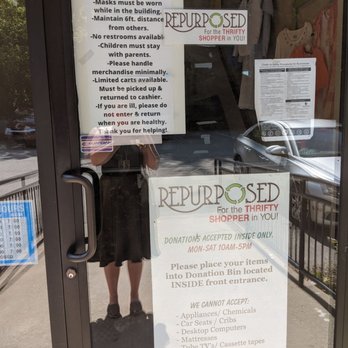 -Masks must be worn
while in the building.
-Maintain 6ft. distance
from others.
-No restrooms available
-Children must stay
with parents.
-Please handle
merchandise minimally.
-Limited carts available.
Must be picked up &
returned to cashier.
-If you are ill, please do
not enter & return
when you are healthy.
Thank you for helping!
REPURPOSED
For the THRIFTY
SHOPPER in YOU!
REPURPOSED
For the THRIFTY
SHOPPER in YOU!
DONATIONS ACCEPTED INSIDE ONLY.
MON-SAT 10AM-5PM
Please place your items
into Donation Bin located
INSIDE front entrance.
WE CANNOT ACCEPT:
- Appliances/ Chemicals
- Car Seats / Cribs
- Desktop Computers
- Mattresses
- Tube TV's/ Cassette tapes